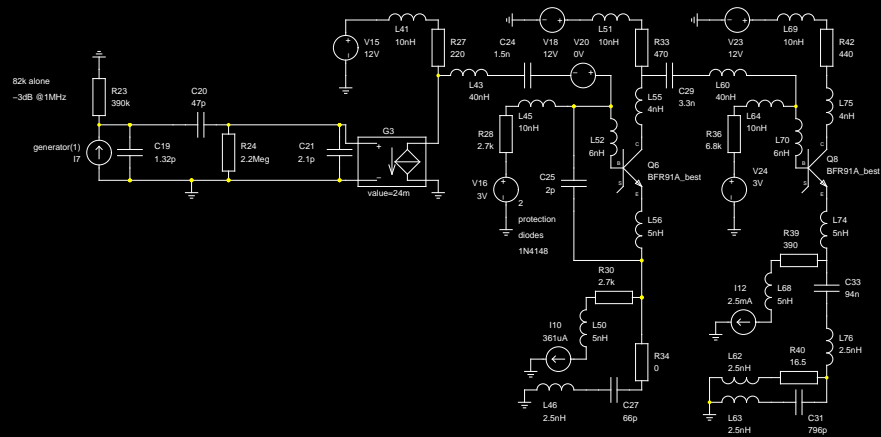 82k alone
–3dB @1MHz
R23
390k
generator(1)
I7
C19
1.32p
C20
47p
R24
2.2Meg
C21
2.1p
G3
value=24m
V15
12V
L41
10nH
R27
220
L43
40nH
C24
1.5n
V18
12V
V20
0V
L51
10nH
R33
470
L45
10nH
R28
2.7k
V16
3V
2
protection
diodes
1N4148
C25
2p
L52
6nH
L55
4nH
B
C
S
E
Q6
BFR91A_best
L56
5nH
R30
2.7k
L50
5nH
I10
361uA
R34
0
L46
2.5nH
C27
66p
C29
3.3n
L60
40nH
V23
12V
L69
10nH
R42
440
L75
4nH
L64
10nH
R36
6.8k
V24
3V
L70
6nH
B
C
S
E
Q8
BFR91A_best
L74
5nH
R39
390
L68
5nH
I12
2.5mA
C33
94n
L76
2.5nH
L62
2.5nH
R40
16.5
L63
2.5nH
C31
796p